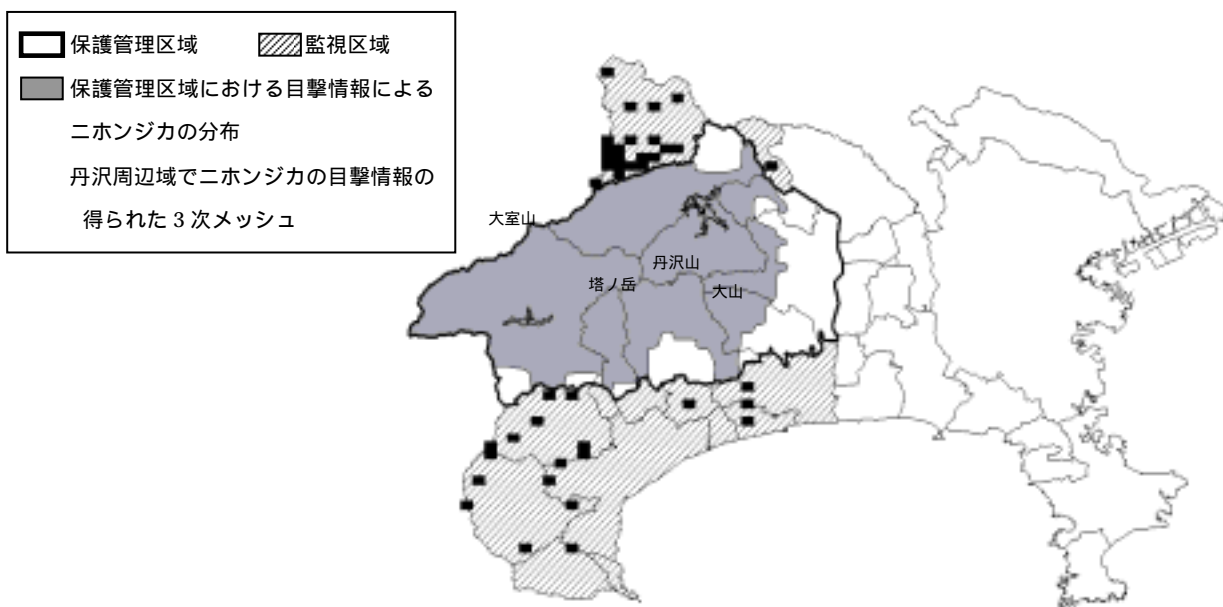 保護管理区域 監視区域
保護管理区域における目撃情報による
ニホンジカの分布
丹沢周辺域でニホンジカの目撃情報の
得られた 3 次メッシュ
大室山
丹沢山
塔ノ岳
大山